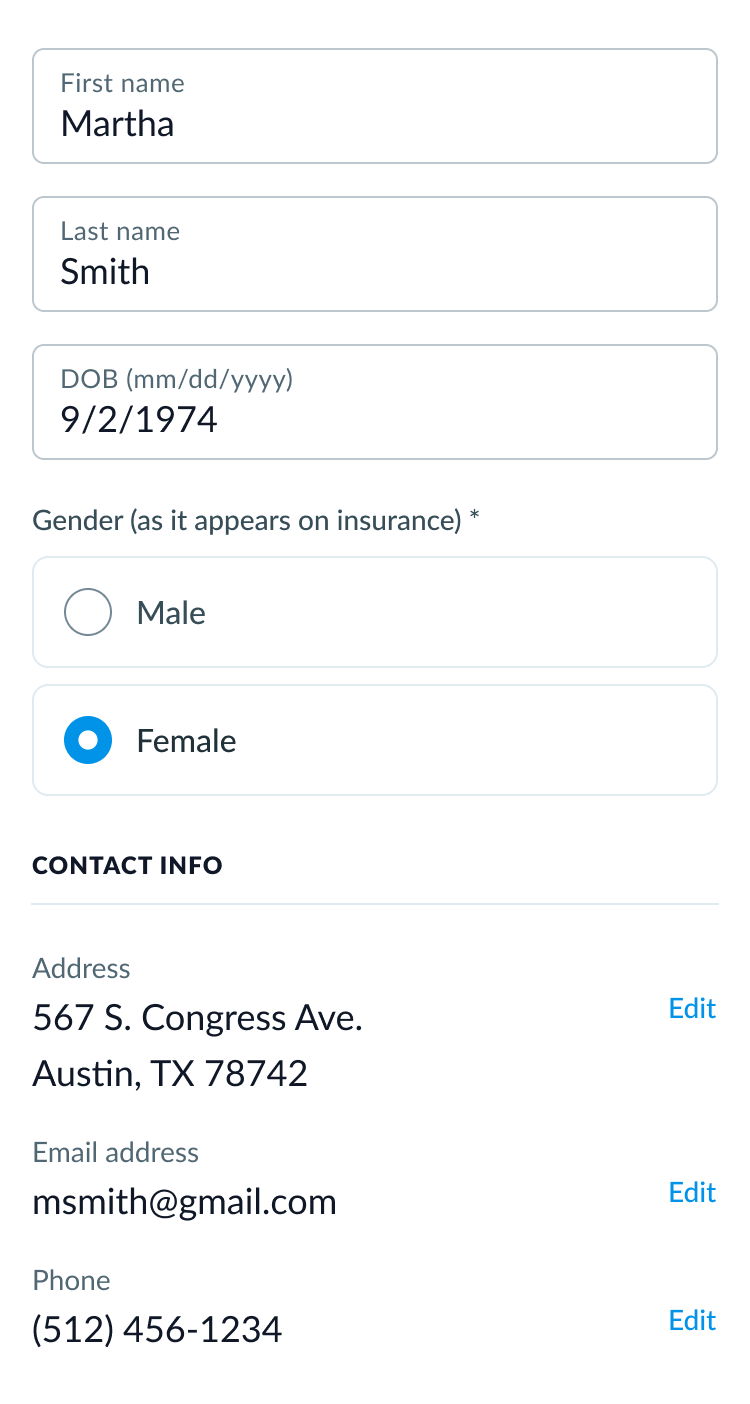 First name
Martha
Last name
Smith
DOB (mm/dd/yyyy)
9/2/1974
Gender (as it appears on insurance) *
Male
Female
CONTACT INFO
Address
567 S. Congress Ave.
Edit
Austin, TX 78742
Email address
msmith@gmail.com
Edit
Phone
(512) 456-1234
Edit